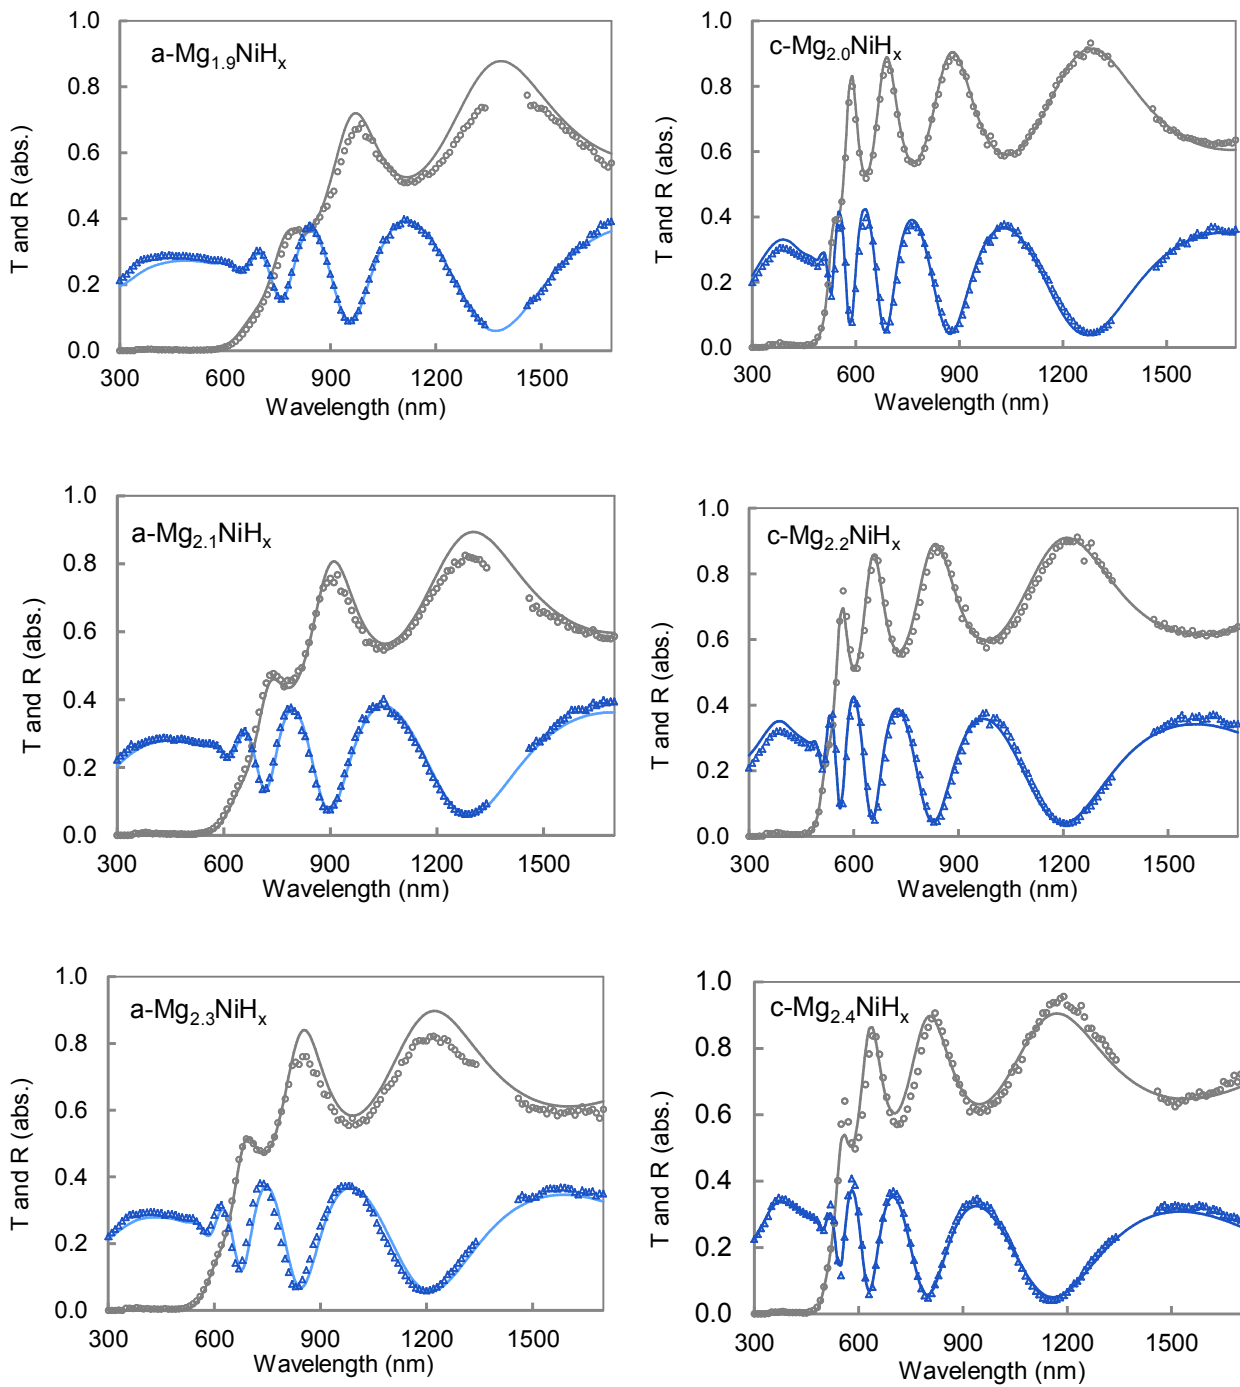 a-Mg1.9NiHx
T and R (abs.)
1.0
0.8
0.6
0.4
0.2
0.0
300 600 900 1200 1500
Wavelength (nm)
c-Mg2.0NiHx
T and R (abs.)
1.0
0.8
0.6
0.4
0.2
0.0
300 600 900 1200 1500
Wavelength (nm)
a-Mg2.1NiHx
T and R (abs.)
1.0
0.8
0.6
0.4
0.2
0.0
300 600 900 1200 1500
Wavelength (nm)
c-Mg2.2NiHx
T and R (abs.)
1.0
0.8
0.6
0.4
0.2
0.0
300 600 900 1200 1500
Wavelength (nm)
a-Mg2.3NiHx
T and R (abs.)
1.0
0.8
0.6
0.4
0.2
0.0
300 600 900 1200 1500
Wavelength (nm)
c-Mg2.4NiHx
T and R (abs.)
1.0
0.8
0.6
0.4
0.2
0.0
300 600 900 1200 1500
Wavelength (nm)